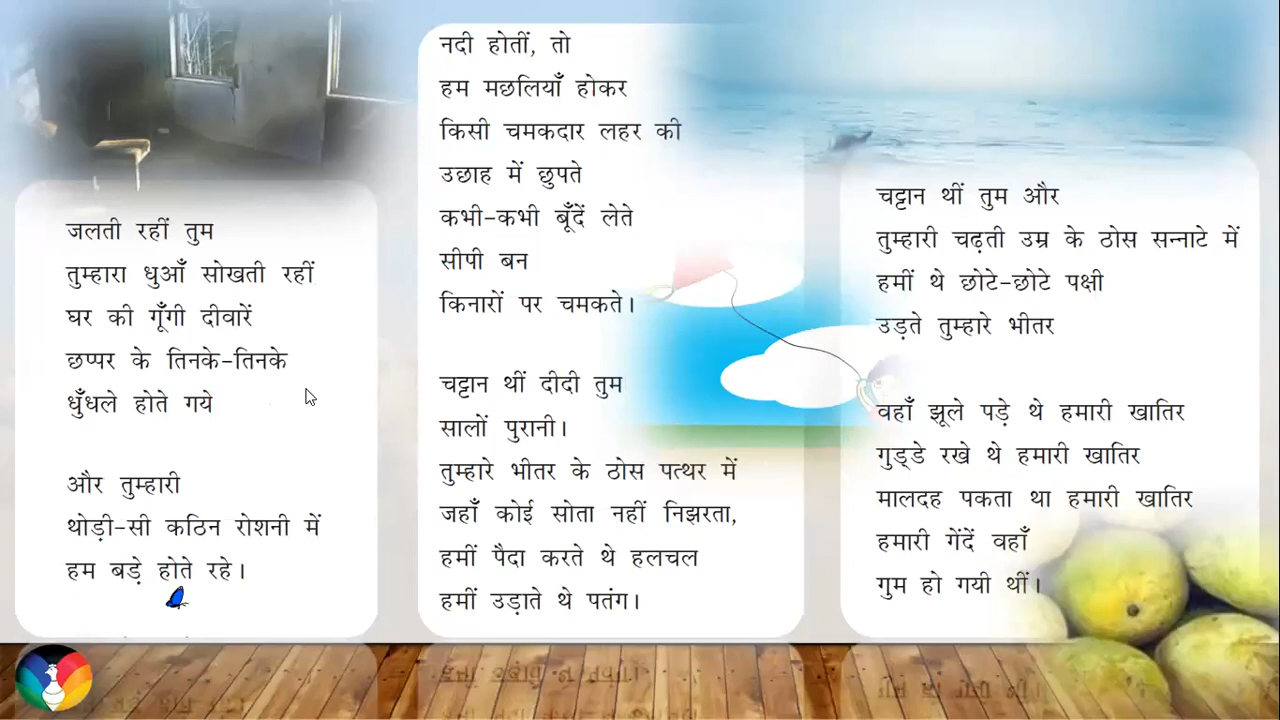 जलती रहीं तुम
तुम्हारा धुआँ सोखती रहीं
घर की गूँगी दीवारें
छप्पर के तिनके-तिनके
धुँधले होते गये
और तुम्हारी
थोड़ी-सी कठिन रोशनी में
हम बड़े होते रहे।
नदी होतीं, तो
हम मछलियाँ होकर
किसी चमकदार लहर की
उछाह में छुपते
कभी-कभी बूँदें लेते
सीपी बन
किनारों पर चमकते।
चट्टान थीं दीदी तुम
सालों पुरानी।
तुम्हारे भीतर के ठोस पत्थर में
जहाँ कोई सोता नहीं निझरता,
हमीं पैदा करते थे हलचल
हमीं उड़ाते थे पतंग।
चट्टान थीं तुम और
तुम्हारी चढ़ती उम्र के ठोस सन्नाटे में
हमीं थे छोटे-छोटे पक्षी
उड़ते तुम्हारे भीतर
वहाँ झूले पड़े थे हमारी खातिर
गुड्डे रखे थे हमारी खातिर
मालदह पकता था हमारी खातिर
हमारी गेंदें वहाँ
गुम हो गयी थीं।